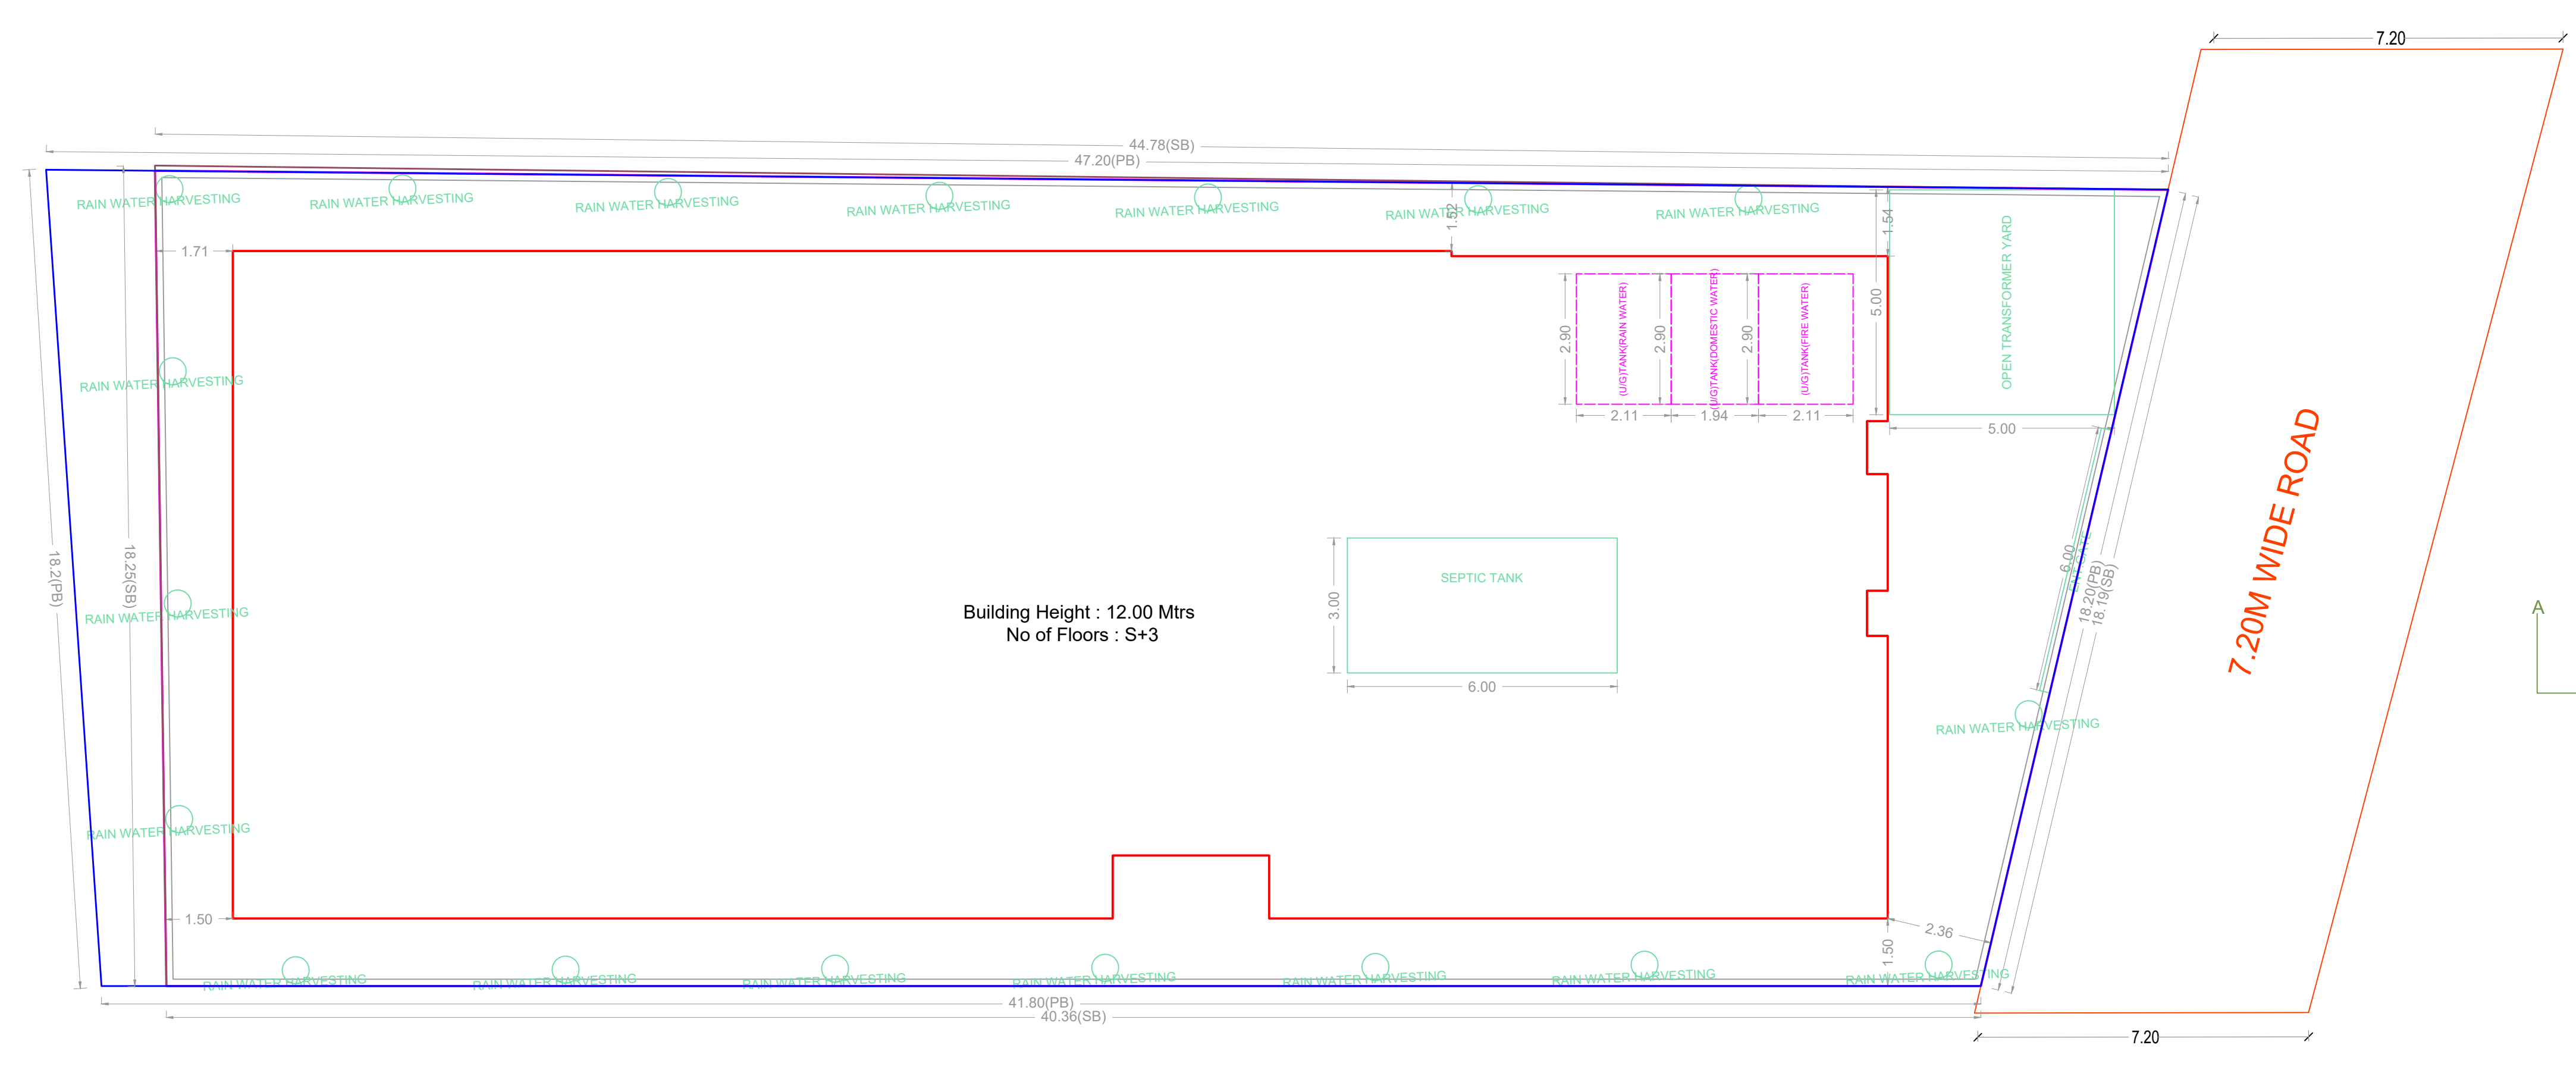 7.20
44.78(SB)
47.20(PB)
RAIN WATER HARVESTING
RAIN WATER HARVESTING
RAIN WATER HARVESTING
RAIN WATER HARVESTING
RAIN WATER HARVESTING
RAIN WATER HARVESTING
RAIN WATER HARVESTING
1.52
1.54
1.71
OPEN TRANSFORMER YARD
5.00
2.90
(U/G)TANK(RAIN WATER)
2.90
(U/G)TANK(DOMESTIC WATER)
2.90
(U/G)TANK(FIRE WATER)
2.11
1.94
2.11
5.00
RAIN WATER HARVESTING
7.20M WIDE ROAD
18.2(PB)
18.25(SB)
SEPTIC TANK
3.00
6.00
6.00
18.20(PB)
18.19(SB)
A
Building Height : 12.00 Mtrs
No of Floors : S+3
RAIN WATER HARVESTING
RAIN WATER HARVESTING
RAIN WATER HARVESTING
1.50
2.36
1.50
RAIN WATER HARVESTING
RAIN WATER HARVESTING
RAIN WATER HARVESTING
RAIN WATER HARVESTING
RAIN WATER HARVESTING
RAIN WATER HARVESTING
RAIN WATER HARVESTING
41.80(PB)
40.36(SB)
7.20